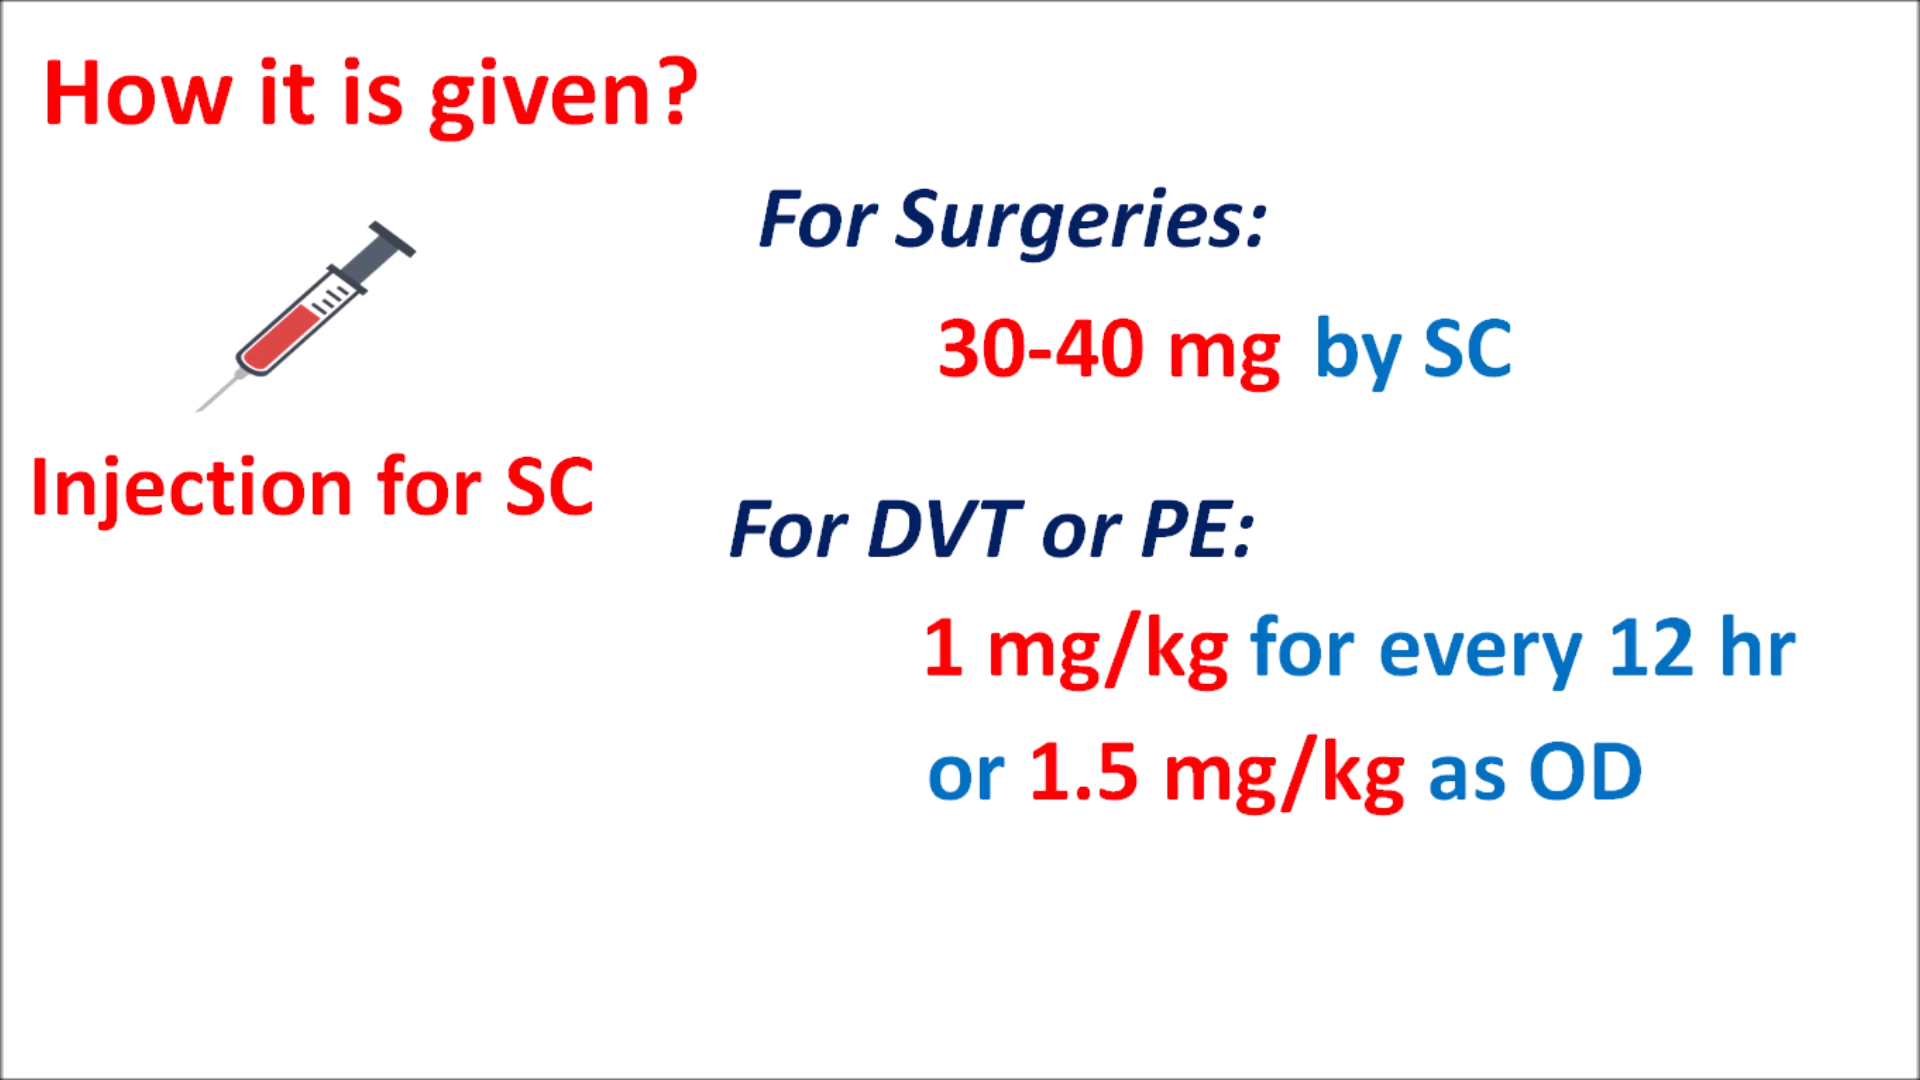 How it is given?
Injection for SC
For Surgeries:
30-40 mg by SC
For DVT or PE:
1 mg/kg for every 12 hr
or 1.5 mg/kg as OD